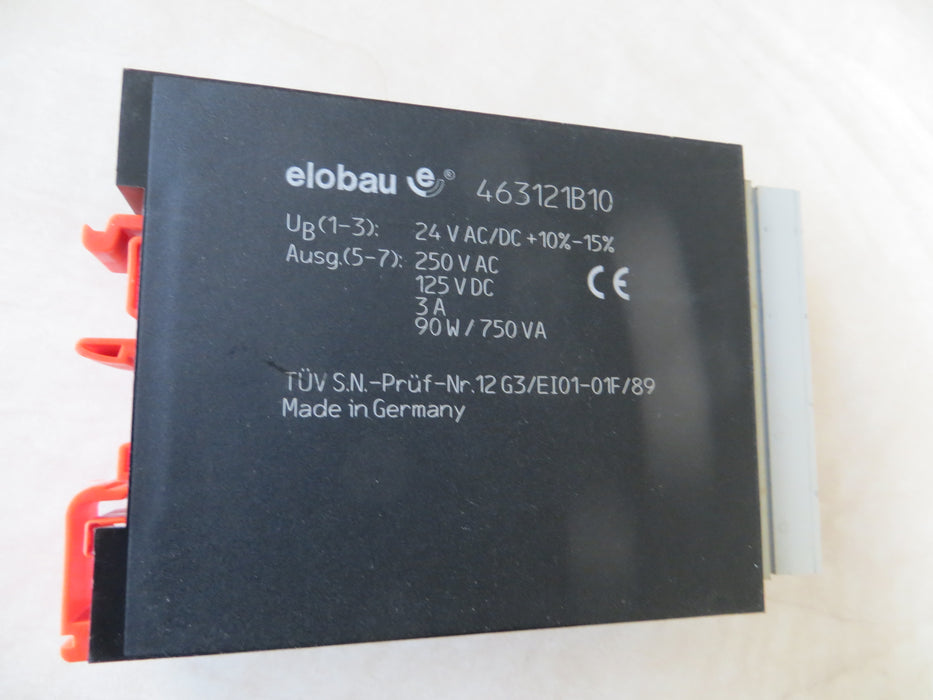 elobau e® 463121B10
UB(1-3): 24 V AC/DC +10%-15%
Ausg.(5-7): 250 V AC
125 V DC
3 A
90 W / 750 VA
CE
TÜV S.N.-Prüf-Nr. 12 G3/EI01-01F/89
Made in Germany